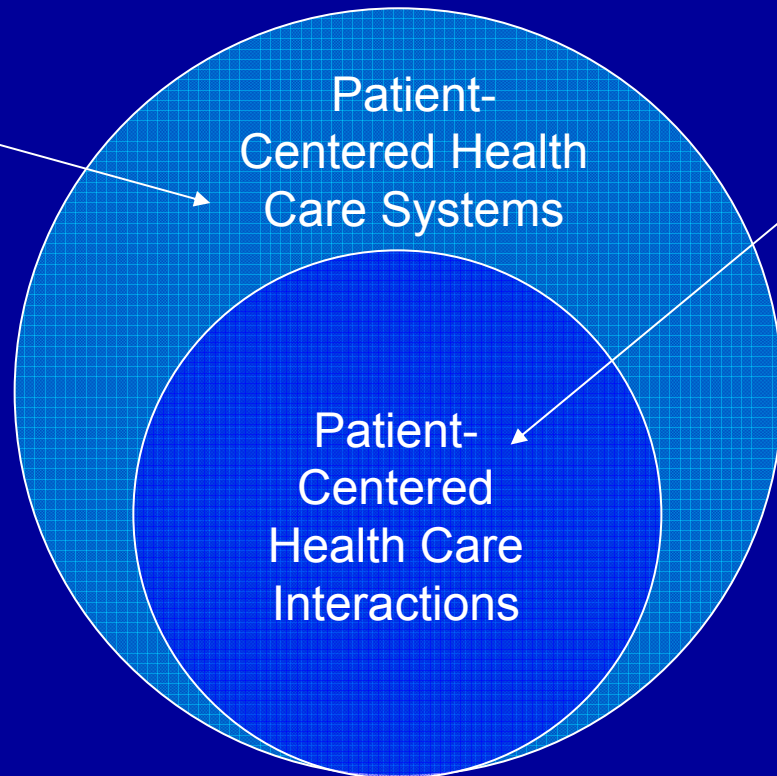 Patient-
Centered Health
Care Systems
Patient-
Centered
Health Care
Interactions